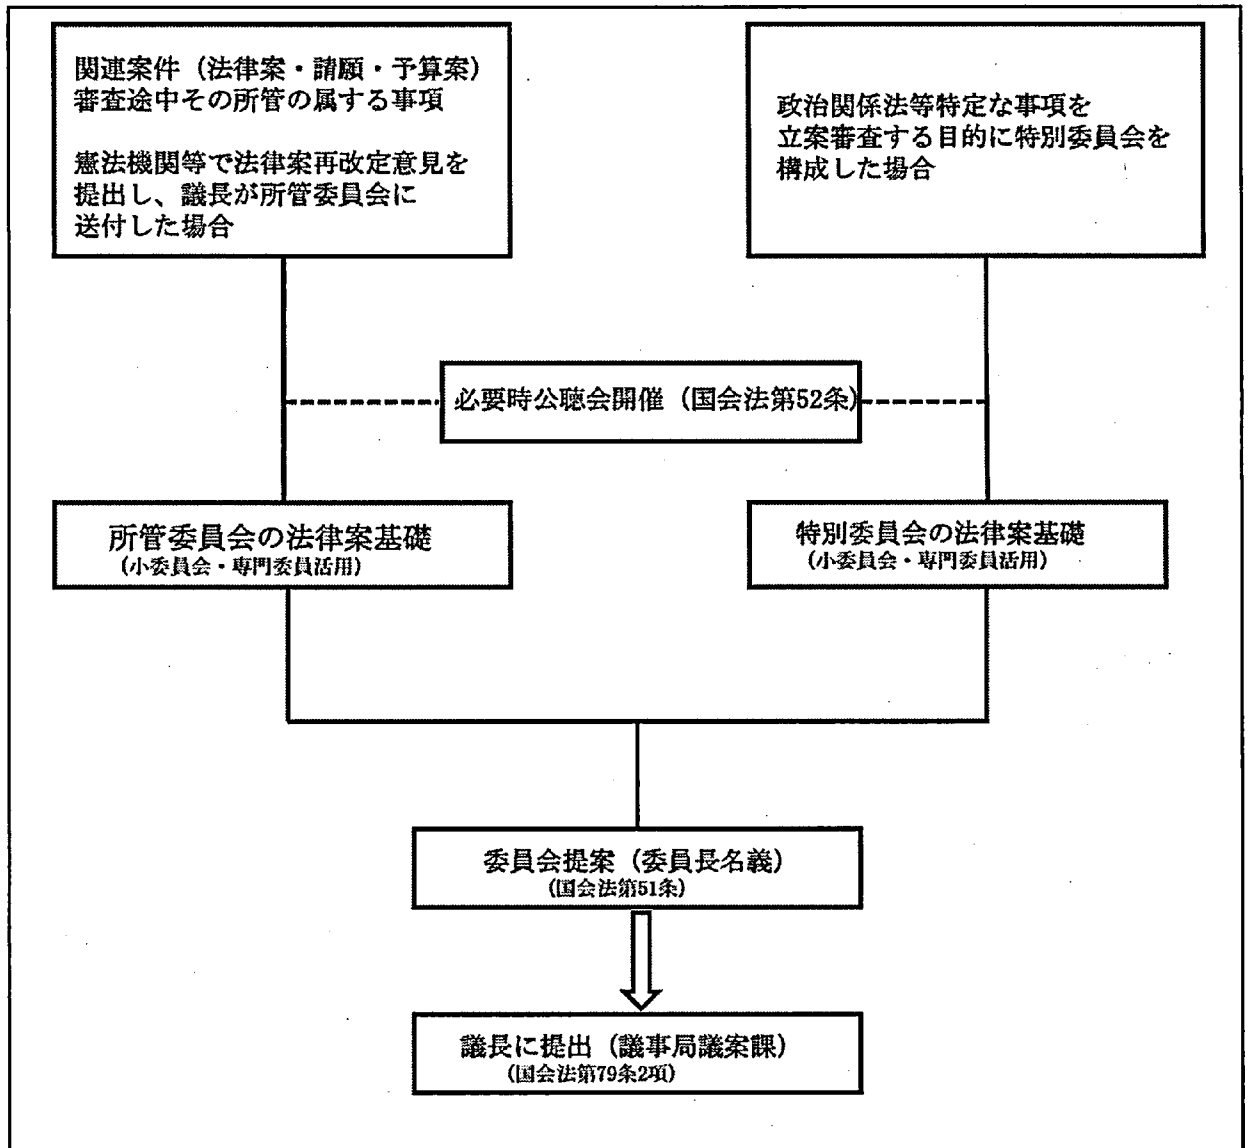 関連案件（法律案・請願・予算案）
審査途中その所管の属する事項
憲法機関等で法律案再改定意見を
提出し、議長が所管委員会に
送付した場合
政治関係法等特定な事項を
立案審査する目的に特別委員会を
構成した場合
必要時公聴会開催（国会法第52条）
所管委員会の法律案基礎
（小委員会・専門委員活用）
特別委員会の法律案基礎
（小委員会・専門委員活用）
委員会提案（委員長名義）
（国会法第51条）
議長に提出（議事局議案課）
（国会法第79条2項）